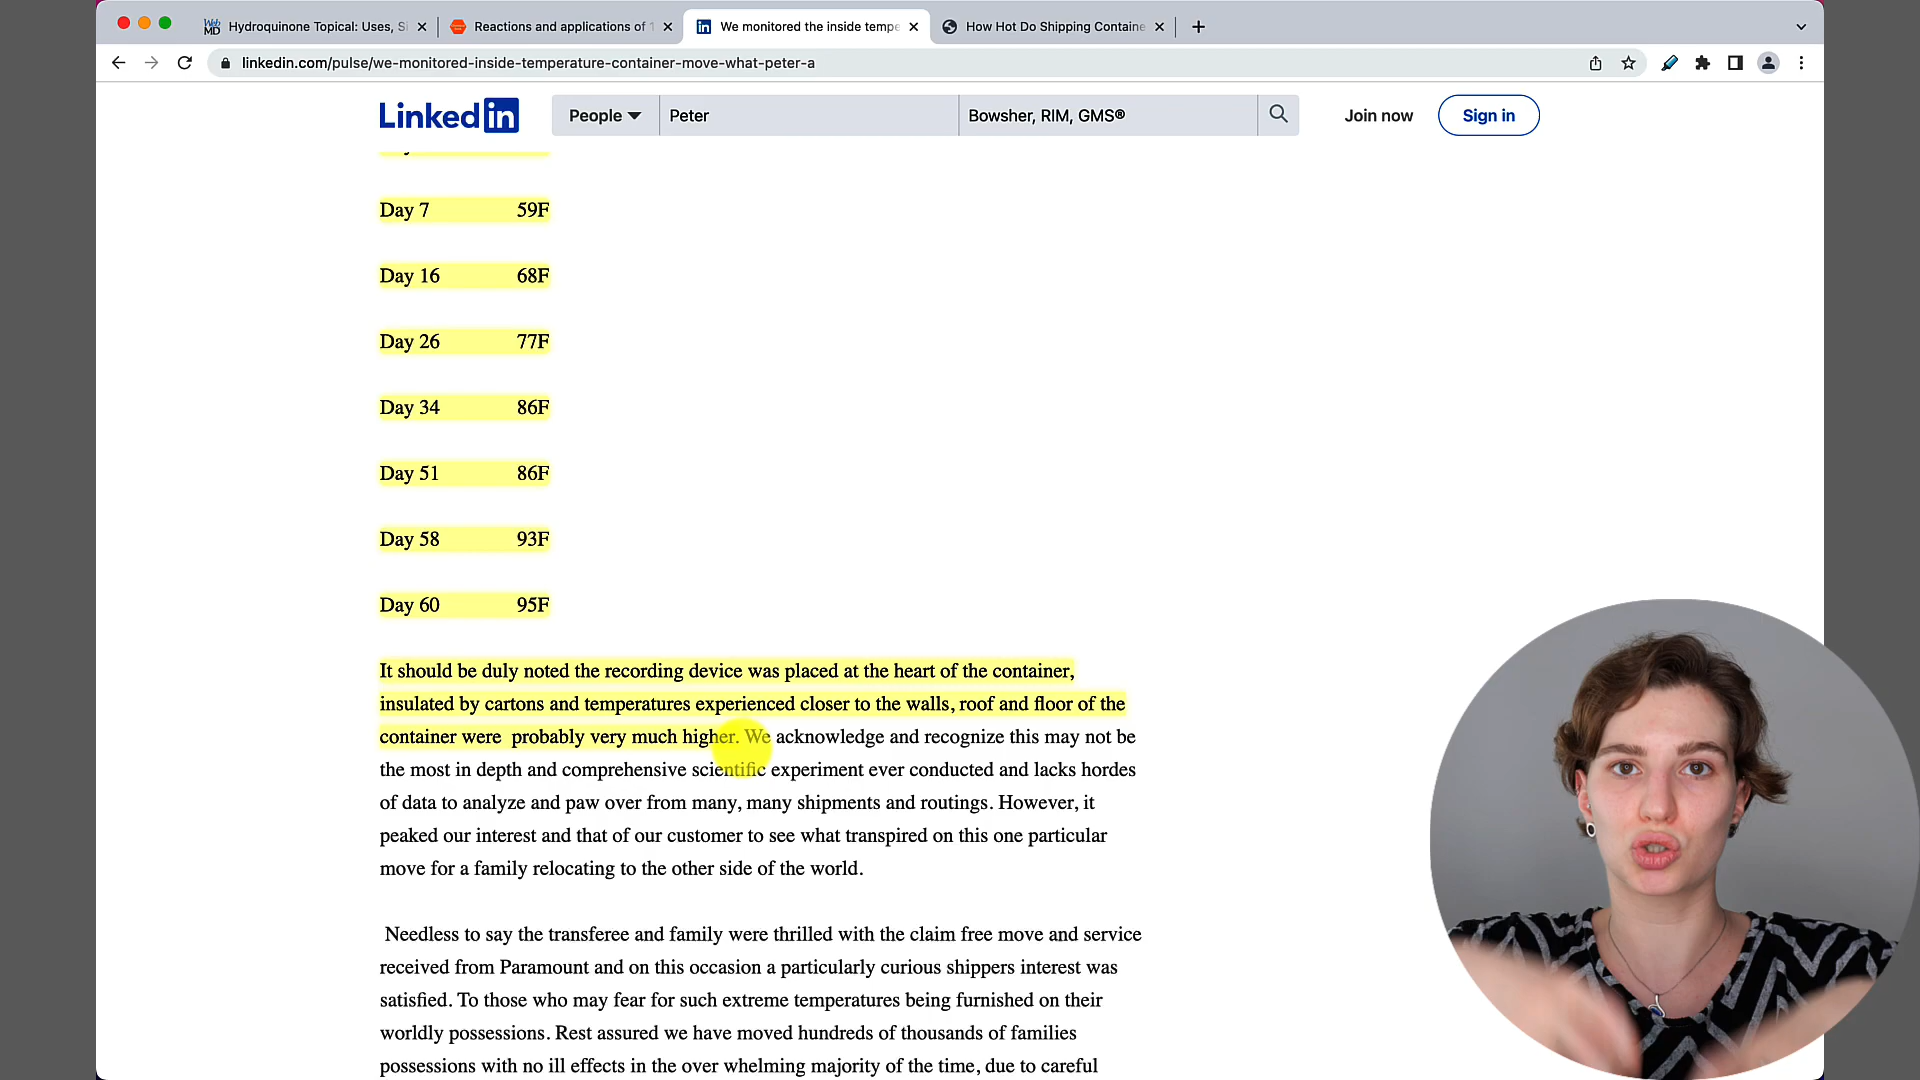 Web MD Hydroquinone Topical: Uses, Si
Reactions and applications of 1
in We monitored the inside tempe
How Hot Do Shipping Containe
linkedin.com/pulse/we-monitored-inside-temperature-container-move-what-peter-a
Linkedin People Peter Bowsher, RIM, GMS® Join now Sign in
Day 7 59F
Day 16 68F
Day 26 77F
Day 34 86F
Day 51 86F
Day 58 93F
Day 60 95F
It should be duly noted the recording device was placed at the heart of the container,
insulated by cartons and temperatures experienced closer to the walls, roof and floor of the
container were probably very much higher. We acknowledge and recognize this may not be
the most in depth and comprehensive scientific experiment ever conducted and lacks hordes
of data to analyze and paw over from many, many shipments and routings. However, it
peaked our interest and that of our customer to see what transpired on this one particular
move for a family relocating to the other side of the world.
Needless to say the transferee and family were thrilled with the claim free move and service
received from Paramount and on this occasion a particularly curious shippers interest was
satisfied. To those who may fear for such extreme temperatures being furnished on their
worldly possessions. Rest assured we have moved hundreds of thousands of families
possessions with no ill effects in the over whelming majority of the time, due to careful